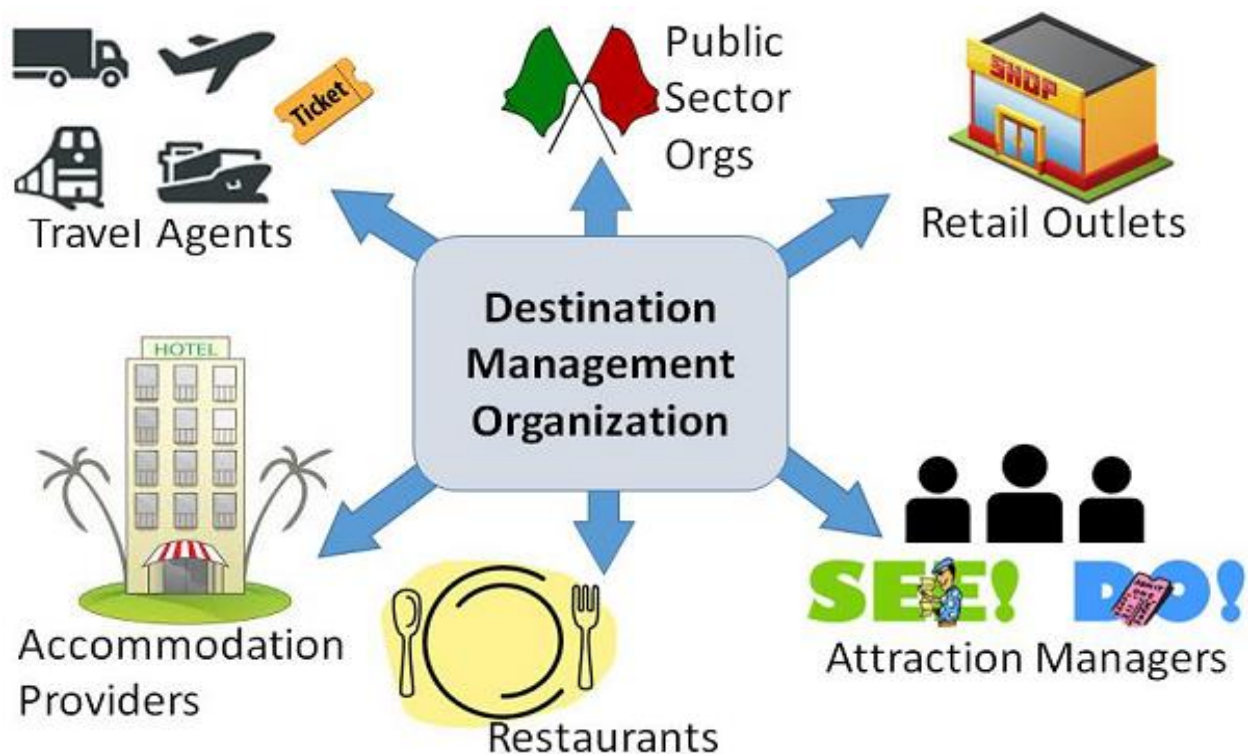 Ticket
Travel Agents
Public
Sector
Orgs
SHOP
Retail Outlets
Destination
Management
Organization
HOTEL
Accommodation
Providers
Restaurants
SEE! DO!
Attraction Managers